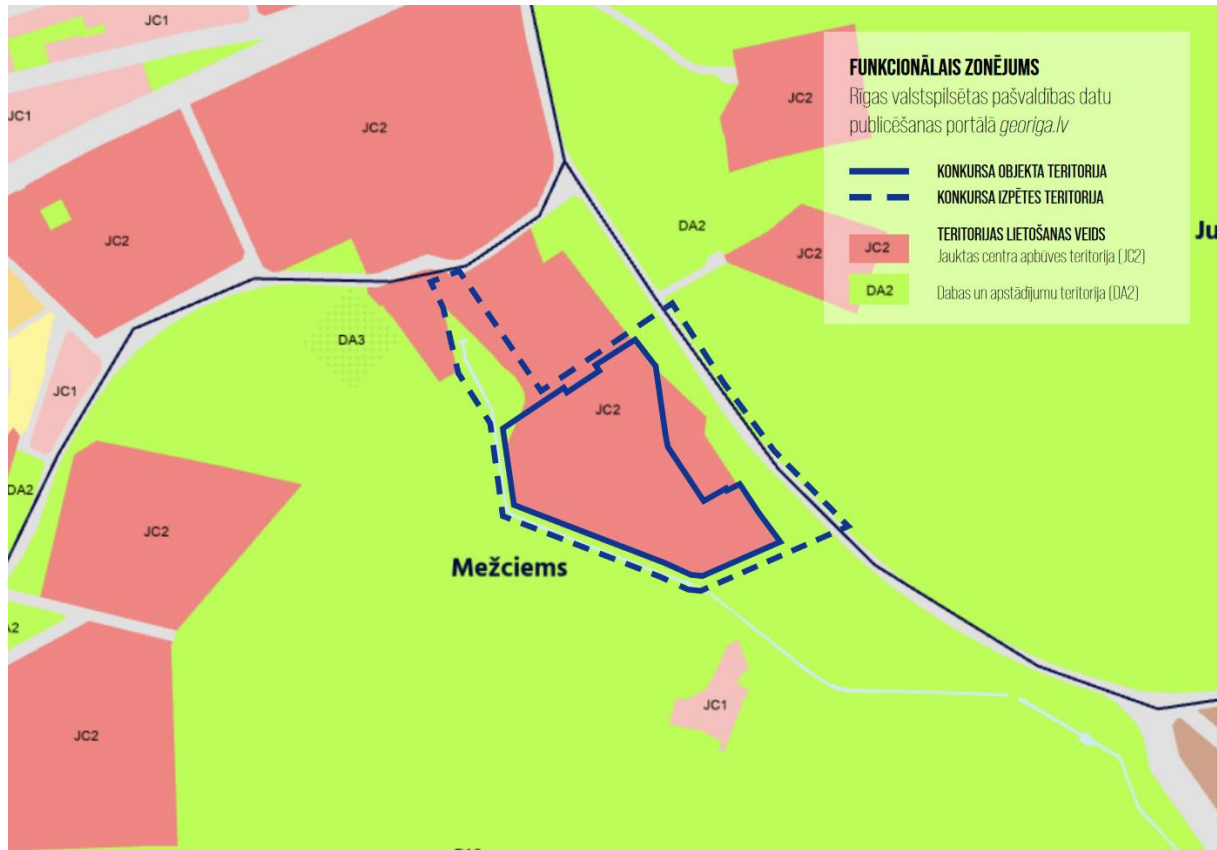 JC1
JC1
JC2
JC2
JC2
FUNKCIONĀLAIS ZONĒJUMS
Rīgas valstspilsētas pašvaldības datu
publicēšanas portālā georiga.lv
KONKURSA OBJEKTA TERITORIJA
KONKURSA IZPĒTES TERITORIJA
TERITORIJAS LIETOŠANAS VEIDS
JC2
Jauktas centra apbūves teritorija (JC2)
DA2
Dabas un apstādījumu teritorija (DA2)
DA2
JC2
Ju
DA3
JC1
JC2
DA2
JC2
Mežciems
JC1
JC2